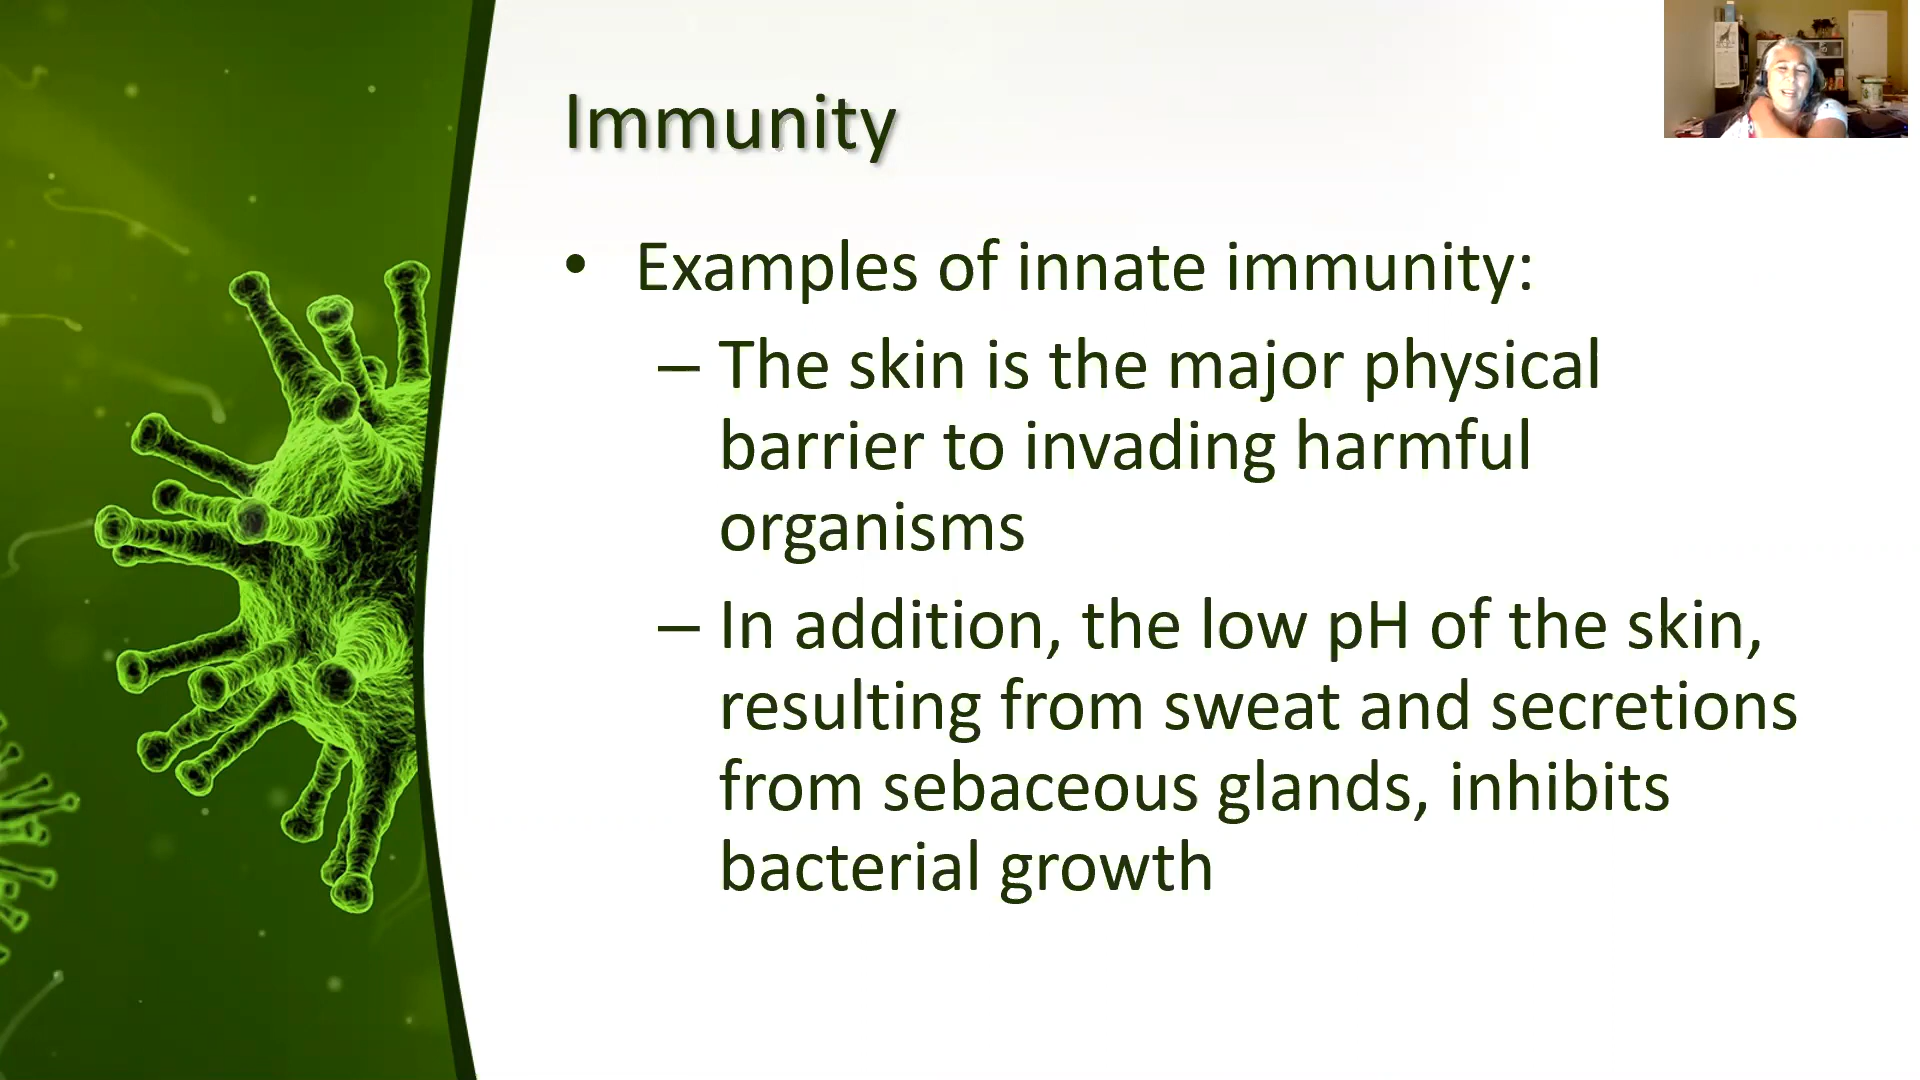 Immunity
• Examples of innate immunity:
– The skin is the major physical
barrier to invading harmful
organisms
– In addition, the low pH of the skin,
resulting from sweat and secretions
from sebaceous glands, inhibits
bacterial growth